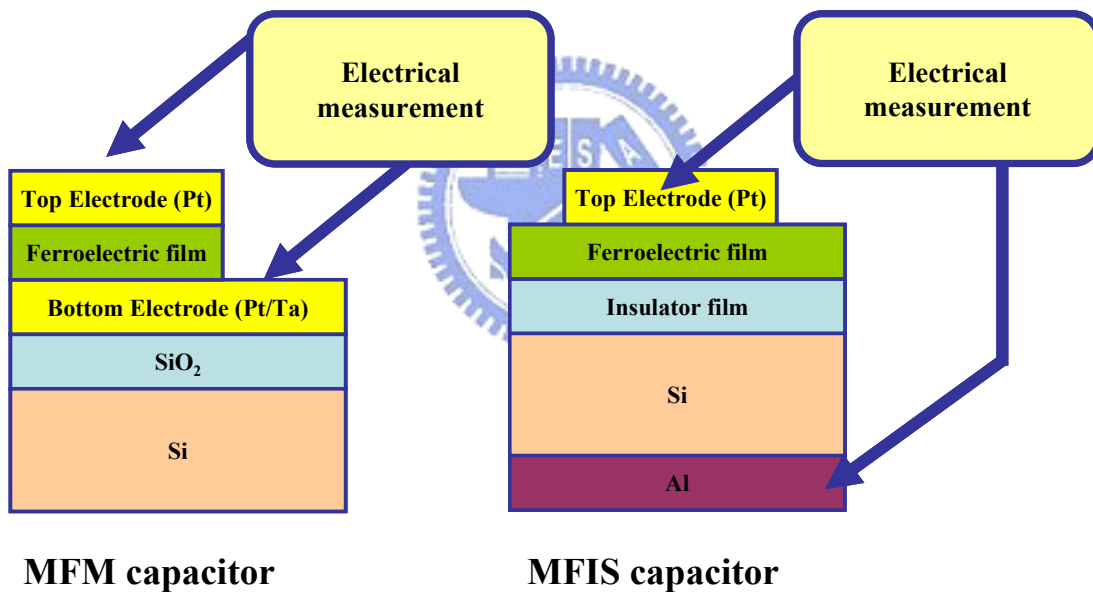 Electrical
measurement
Electrical
measurement
E S A
Top Electrode (Pt)
Ferroelectric film
Bottom Electrode (Pt/Ta)
SiO₂
Si
Top Electrode (Pt)
Ferroelectric film
Insulator film
Si
Al
MFM capacitor
MFIS capacitor